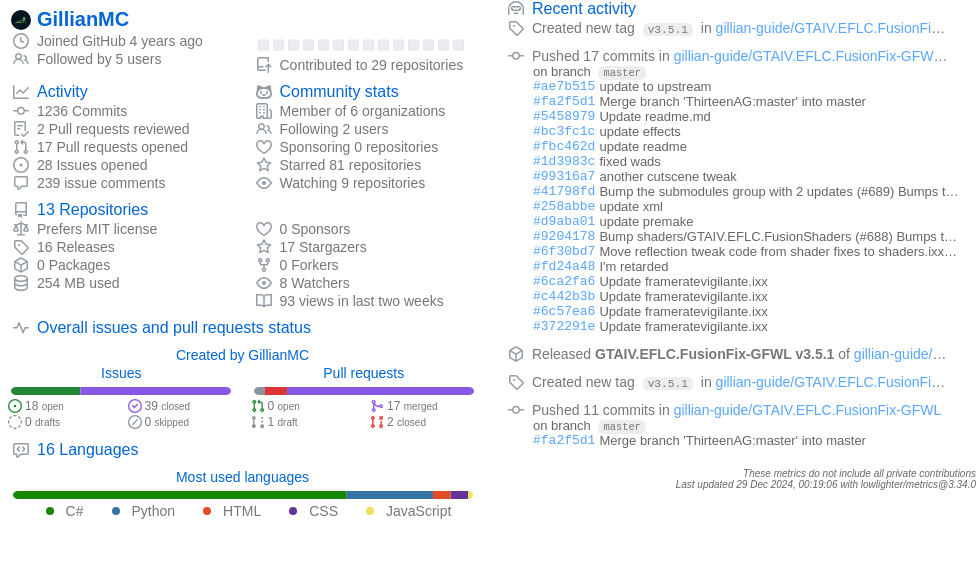 GillianMC
Joined GitHub 4 years ago
Followed by 5 users
Contributed to 29 repositories
Activity
1236 Commits
2 Pull requests reviewed
17 Pull requests opened
28 Issues opened
239 issue comments
Community stats
Member of 6 organizations
Following 2 users
Sponsoring 0 repositories
Starred 81 repositories
Watching 9 repositories
13 Repositories
Prefers MIT license
16 Releases
0 Packages
254 MB used
0 Sponsors
17 Stargazers
0 Forkers
8 Watchers
93 views in last two weeks
Overall issues and pull requests status
Created by GillianMC
Issues
18 open
39 closed
0 drafts
0 skipped
Pull requests
0 open
17 merged
1 draft
2 closed
16 Languages
Most used languages
C# Python HTML CSS JavaScript
Recent activity
Created new tag v3.5.1 in gillian-guide/GTAIV.EFLC.FusionFi…
Pushed 17 commits in gillian-guide/GTAIV.EFLC.FusionFix-GFW…
on branch master
#ae7b515 update to upstream
#fa2f5d1 Merge branch 'ThirteenAG:master' into master
#5458979 Update readme.md
#bc3fc1c update effects
#fbc462d update readme
#1d3983c fixed wads
#99316a7 another cutscene tweak
#41798fd Bump the submodules group with 2 updates (#689) Bumps t…
#258abbe update xml
#d9aba01 update premake
#9204178 Bump shaders/GTAIV.EFLC.FusionShaders (#688) Bumps t…
#6f30bd7 Move reflection tweak code from shader fixes to shaders.ixx…
#fd24a48 I'm retarded
#6ca2fa6 Update frameratevigilante.ixx
#c442b3b Update frameratevigilante.ixx
#6c57ea6 Update frameratevigilante.ixx
#372291e Update frameratevigilante.ixx
Released GTAIV.EFLC.FusionFix-GFWL v3.5.1 of gillian-guide/…
Created new tag v3.5.1 in gillian-guide/GTAIV.EFLC.FusionFi…
Pushed 11 commits in gillian-guide/GTAIV.EFLC.FusionFix-GFWL
on branch master
#fa2f5d1 Merge branch 'ThirteenAG:master' into master
These metrics do not include all private contributions
Last updated 29 Dec 2024, 00:19:06 with lowlighter/metrics@3.34.0